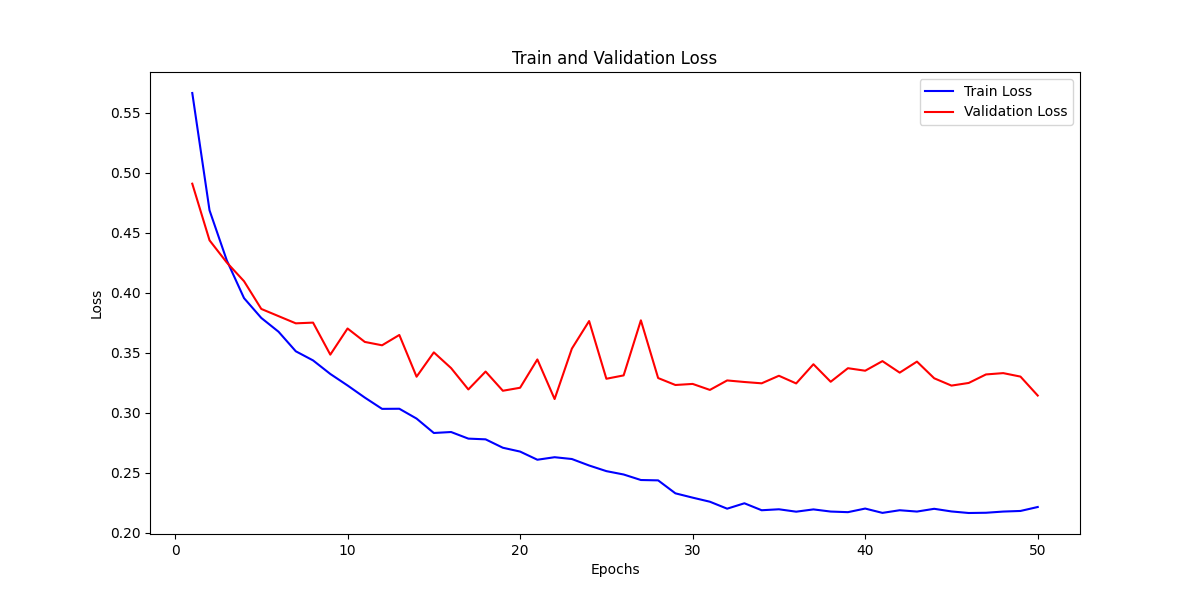 Train and Validation Loss
Train Loss
Validation Loss
0.55
0.50
0.45
0.40
0.35
0.30
0.25
0.20
Loss
0 10 20 30 40 50
Epochs